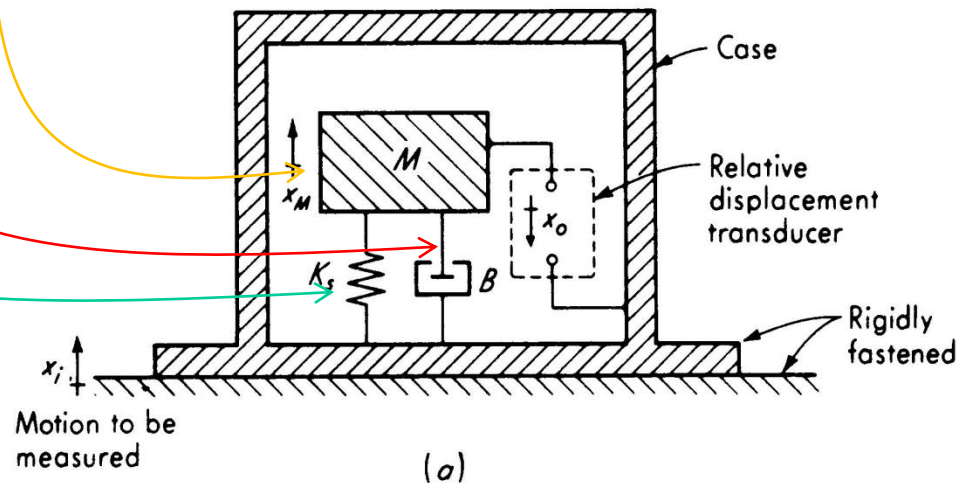 Case
M
x_M
Relative
displacement
transducer
x_o
K_s
B
Rigidly
fastened
x_i
Motion to be
measured
(a)